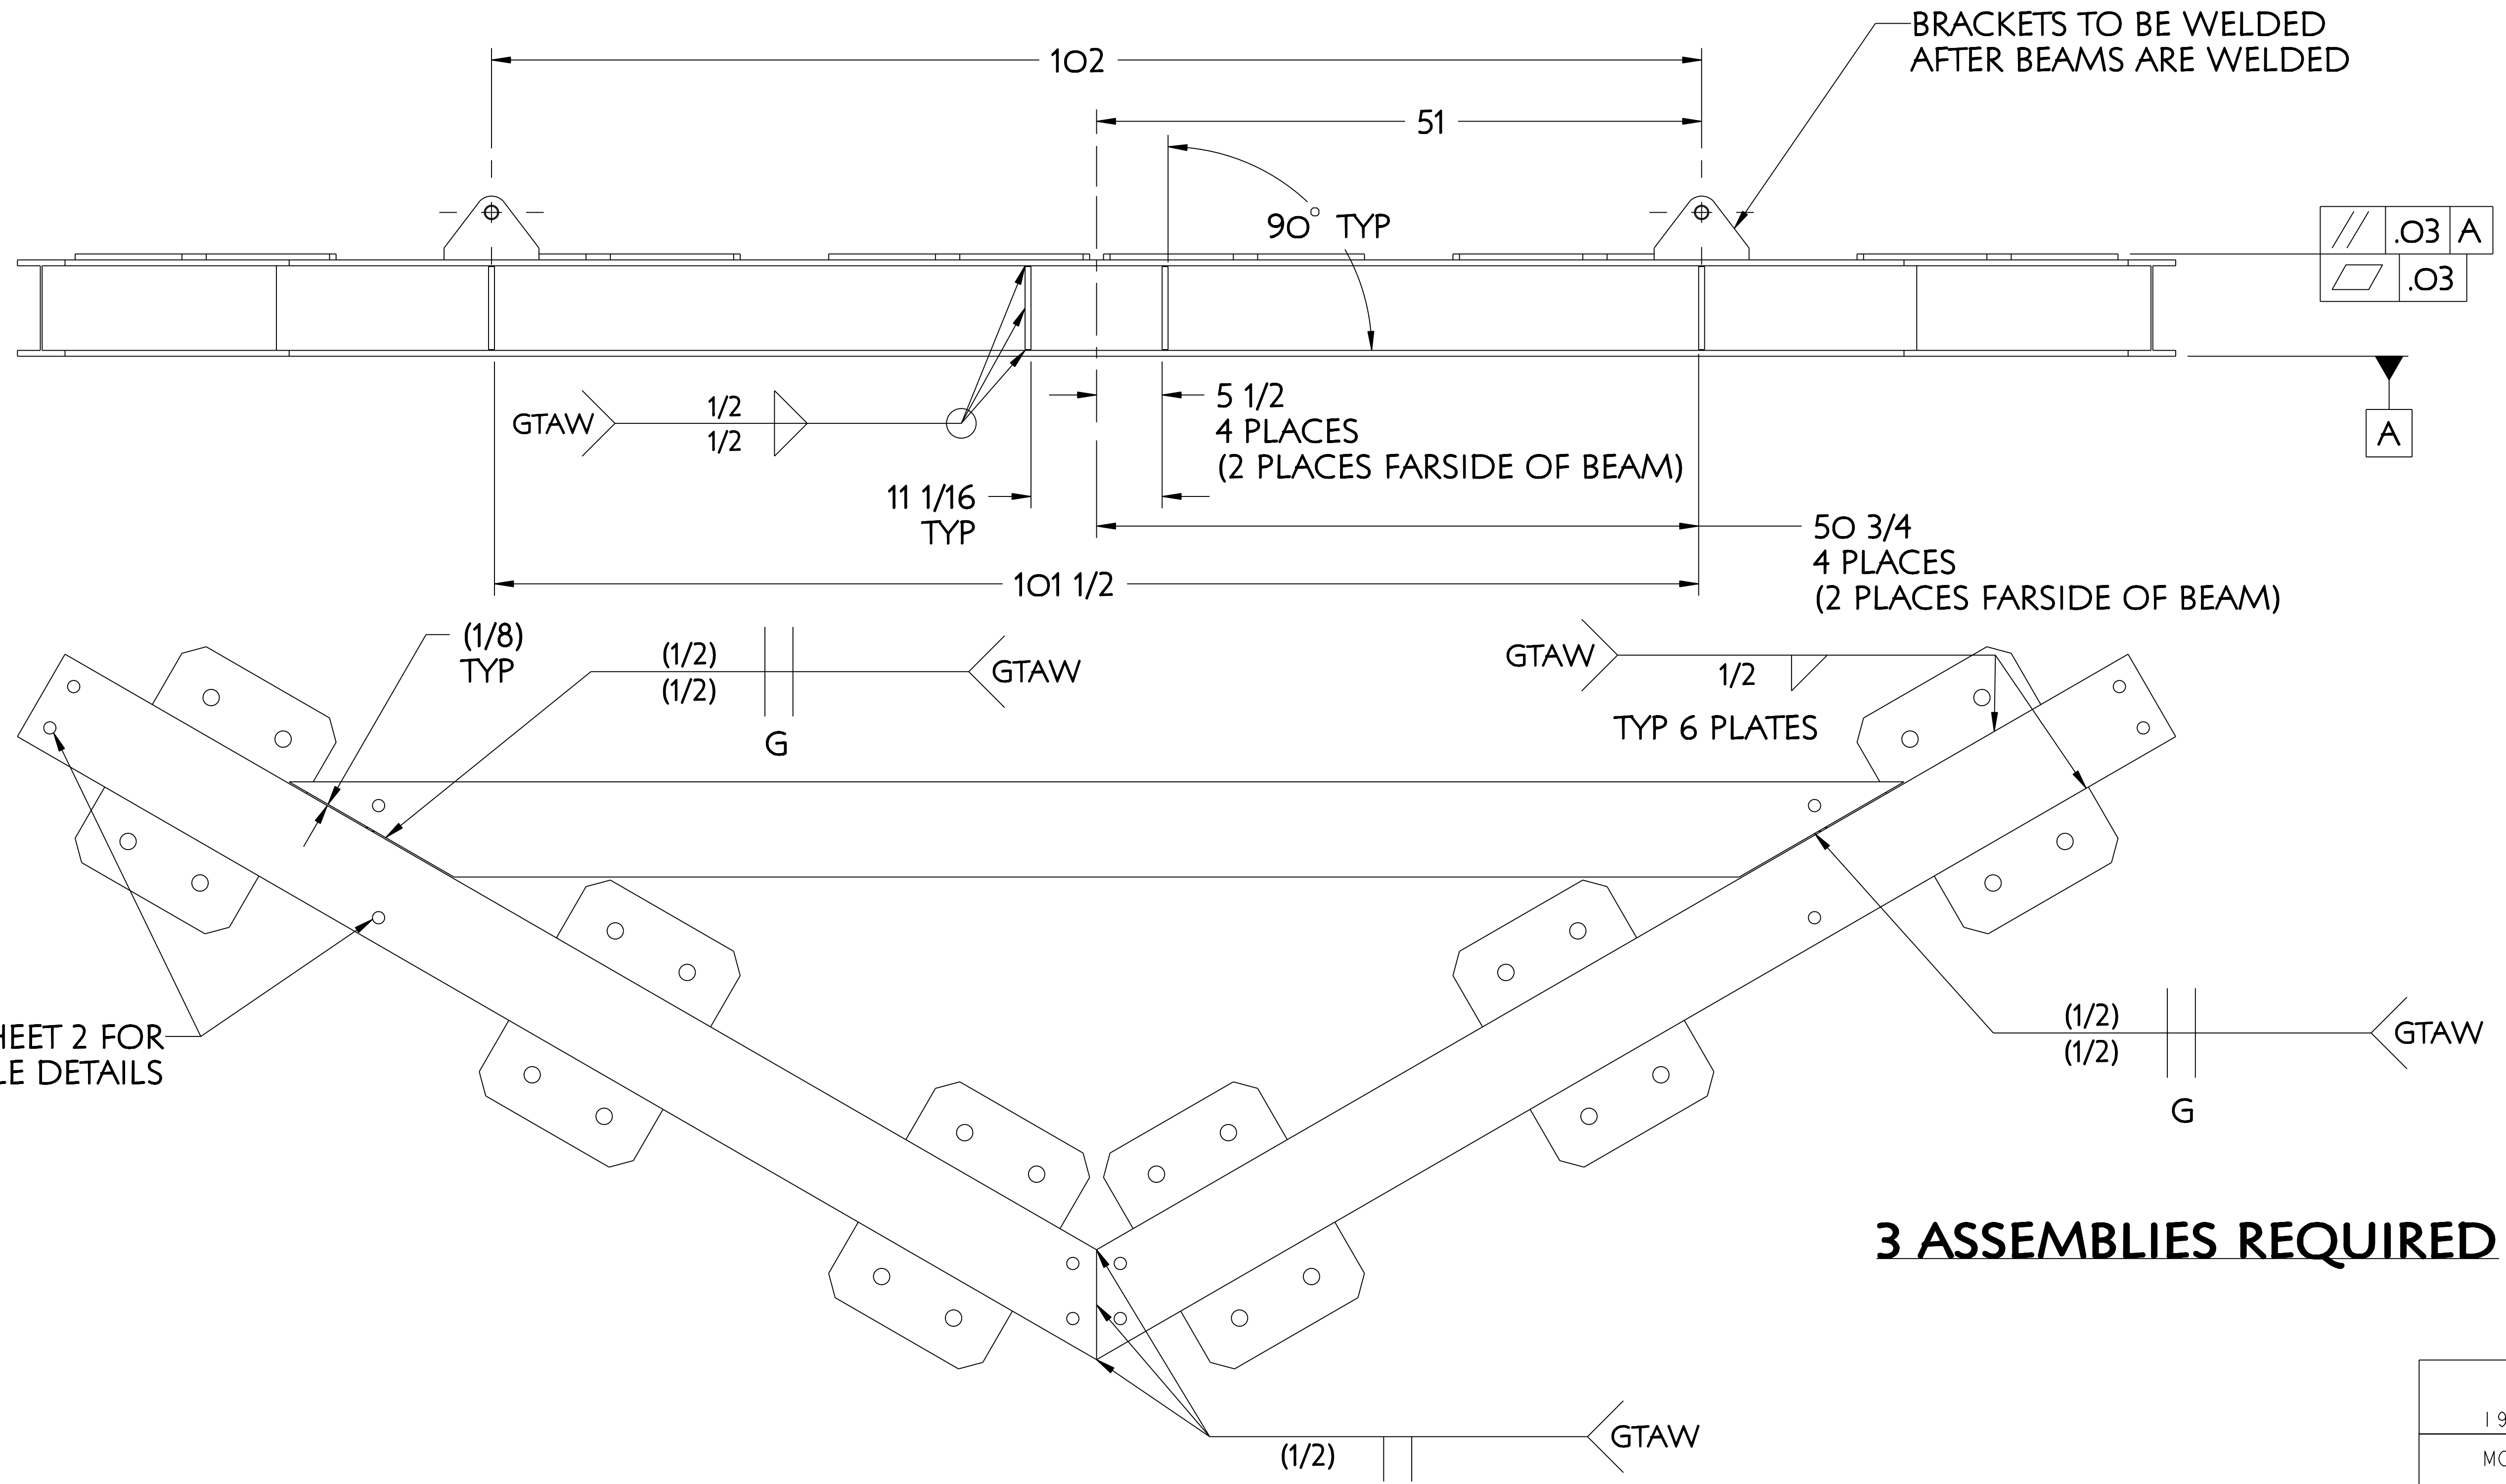 BRACKETS TO BE WELDED
AFTER BEAMS ARE WELDED
102
51
90° TYP
// .03 A
.03
A
GTAW
1/2
1/2
5 1/2
4 PLACES
(2 PLACES FARSIDE OF BEAM)
11 1/16
TYP
50 3/4
4 PLACES
(2 PLACES FARSIDE OF BEAM)
101 1/2
(1/8)
TYP
(1/2)
(1/2)
G
GTAW
GTAW
1/2
TYP 6 PLATES
2 FOR
DETAILS
(1/2)
(1/2)
G
GTAW
3 ASSEMBLIES REQUIRED
(1/2)
GTAW